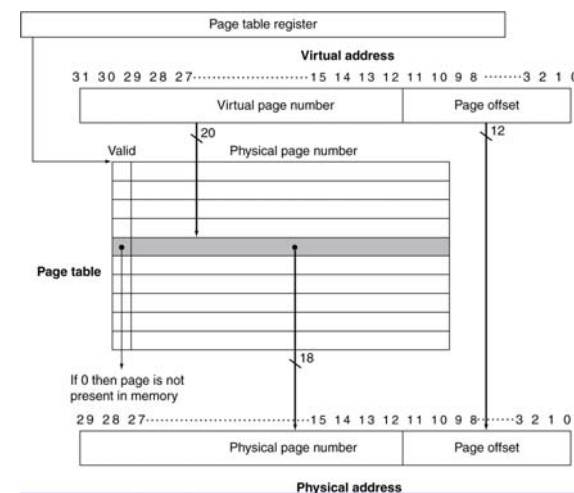 Page table register
Virtual address
31 30 29 28 27 15 14 13 12 11 10 9 8 3 2 1 0
Virtual page number Page offset
20 12
Valid Physical page number
Page table
18
If 0 then page is not
present in memory
29 28 27 15 14 13 12 11 10 9 8 3 2 1 0
Physical page number Page offset
Physical address